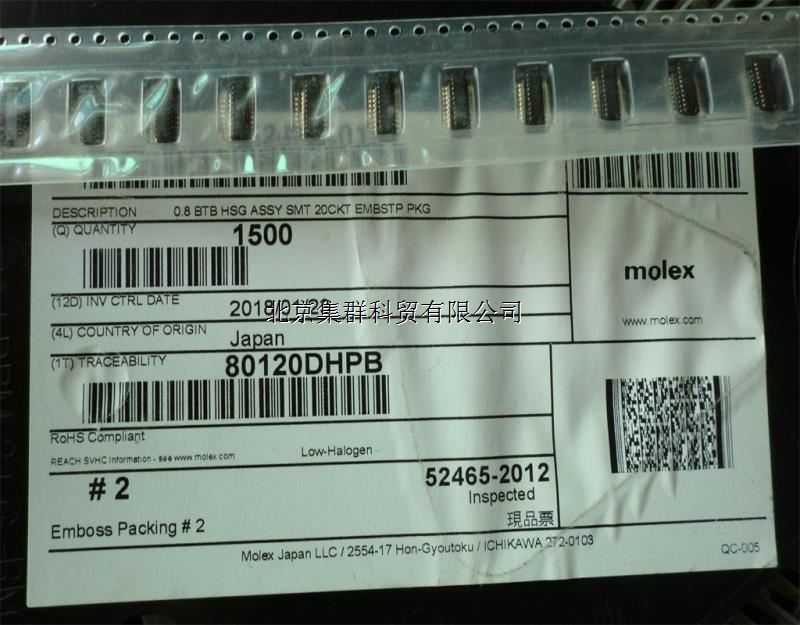 DESCRIPTION 0.8 BTB HSG ASSY SMT 20CKT EMBSTP PKG
(Q) QUANTITY 1500
molex
www.molex.com
(12D) INV CTRL DATE 2018/01/20
北京集群科贸有限公司
(4L) COUNTRY OF ORIGIN Japan
(1T) TRACEABILITY 80120DHPB
RoHS Compliant
REACH SVHC Information - see www.molex.com Low-Halogen
# 2 52465-2012
Inspected
Emboss Packing # 2 現品票
Molex Japan LLC / 2554-17 Hon-Gyoutoku / ICHIKAWA 272-0103 QC-005